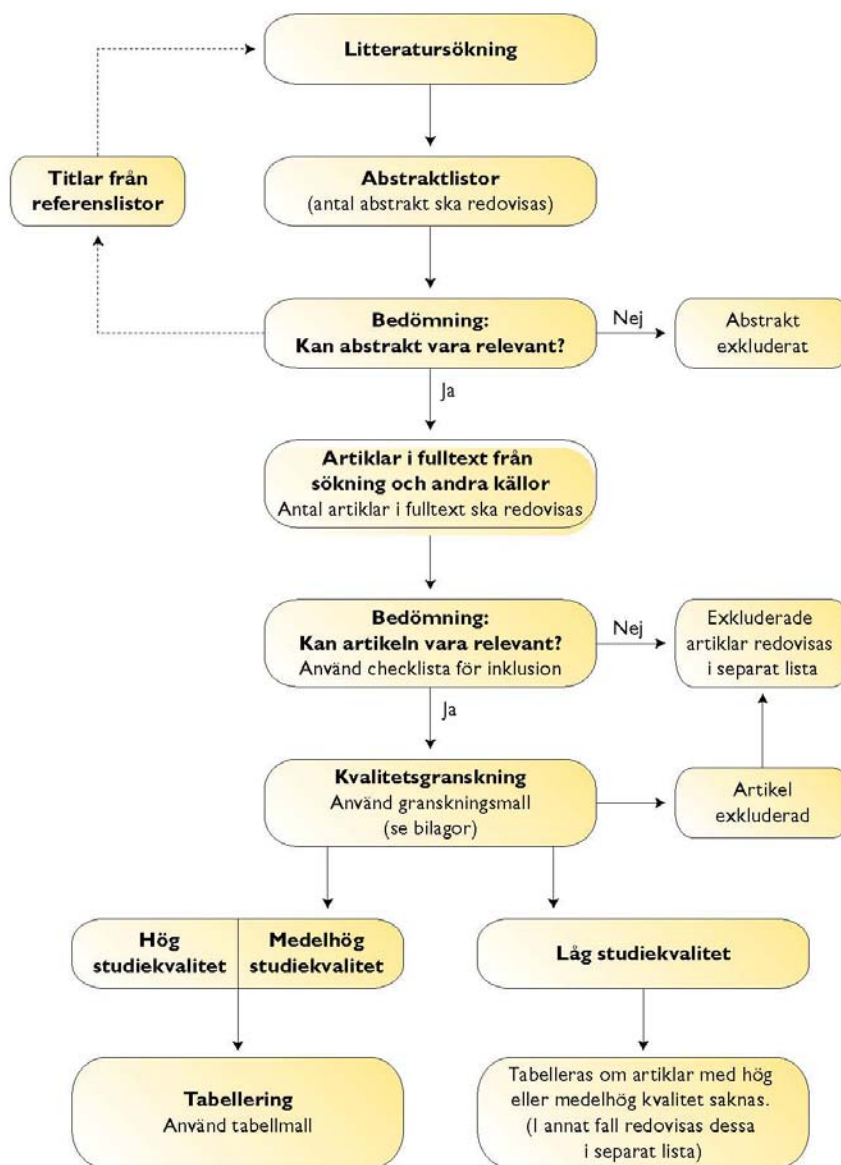 Litteratursökning
Titlar från
referenslistor
Abstraktlistor
(antal abstrakt ska redovisas)
Bedömning:
Kan abstrakt vara relevant?
Nej
Abstrakt
exkluderat
Ja
Artiklar i fulltext från
sökning och andra källor
Antal artiklar i fulltext ska redovisas
Bedömning:
Kan artikeln vara relevant?
Använd checklista för inklusion
Nej
Exkluderade
artiklar redovisas
i separat lista
Ja
Kvalitetsgranskning
Använd granskningsmall
(se bilagor)
Artikel
exkluderad
Hög
studiekvalitet
Medelhög
studiekvalitet
Låg studiekvalitet
Tabellering
Använd tabellmall
Tabelleras om artiklar med hög
eller medelhög kvalitet saknas.
(I annat fall redovisas dessa
i separat lista)